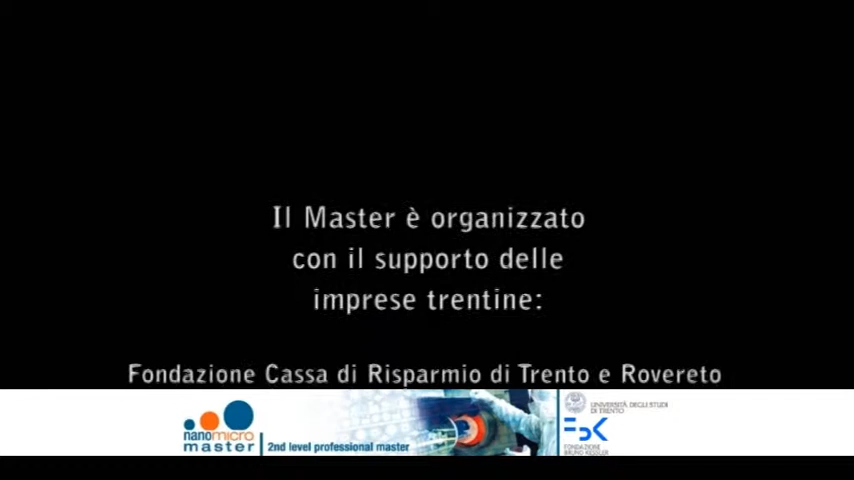 Il Master è organizzato
con il supporto delle
imprese trentine:
Fondazione Cassa di Risparmio di Trento e Rovereto
nanomicro
master
2nd level professional master
UNIVERSITÀ DEGLI STUDI
DI TRENTO
FBK
FONDAZIONE
BRUNO KESSLER